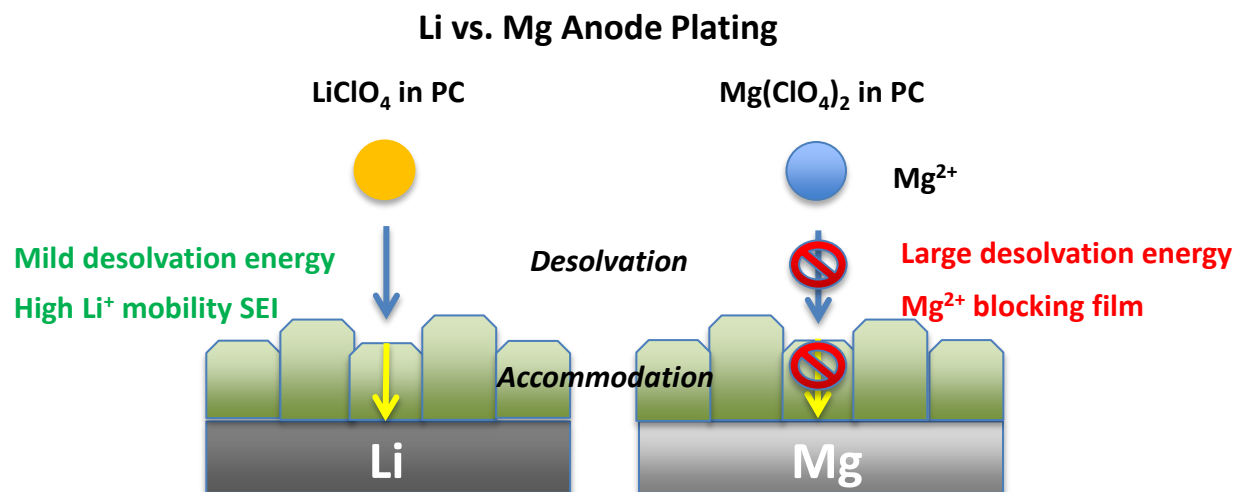 Li vs. Mg Anode Plating
LiClO₄ in PC
Mg(ClO₄)₂ in PC
Mg²⁺
Mild desolvation energy
High Li⁺ mobility SEI
Desolvation
Large desolvation energy
Mg²⁺ blocking film
Accommodation
Li
Mg